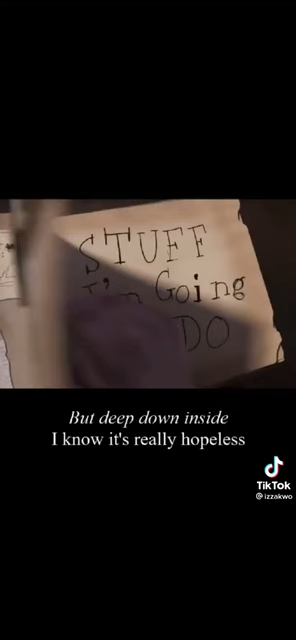 STUFF
I'm Going
DO
But deep down inside
I know it's really hopeless
TikTok
@izzakwo